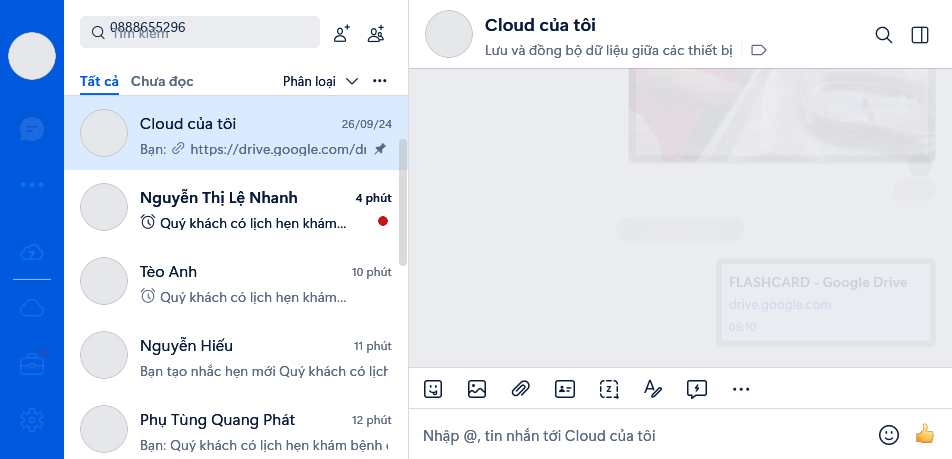 0888655296
Tìm kiếm
Tất cả Chưa đọc Phân loại
Cloud của tôi 26/09/24
Bạn: https://drive.google.com/dr
Nguyễn Thị Lệ Nhanh 4 phút
Quý khách có lịch hẹn khám...
Tèo Anh 10 phút
Quý khách có lịch hẹn khám...
Nguyễn Hiếu 11 phút
Bạn tạo nhắc hẹn mới Quý khách có lịch
Phụ Tùng Quang Phát 12 phút
Bạn: Quý khách có lịch hẹn khám bệnh
Cloud của tôi
Lưu và đồng bộ dữ liệu giữa các thiết bị
FLASHCARD - Google Drive
drive.google.com
09:10
Nhập @, tin nhắn tới Cloud của tôi